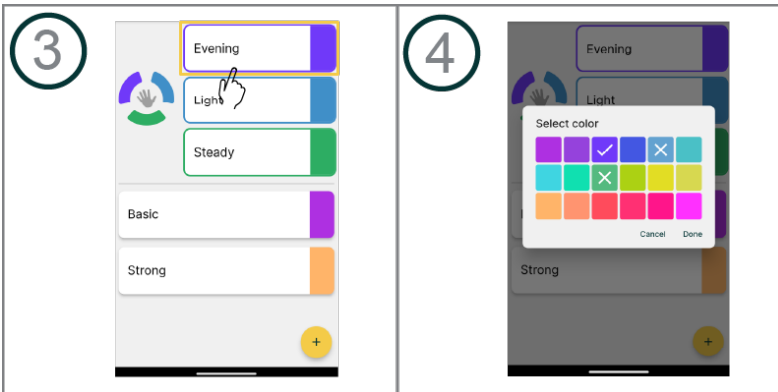 3
Evening
Light
Steady
Basic
Strong
+
4
Evening
Light
Select color
Cancel Done
Strong
+